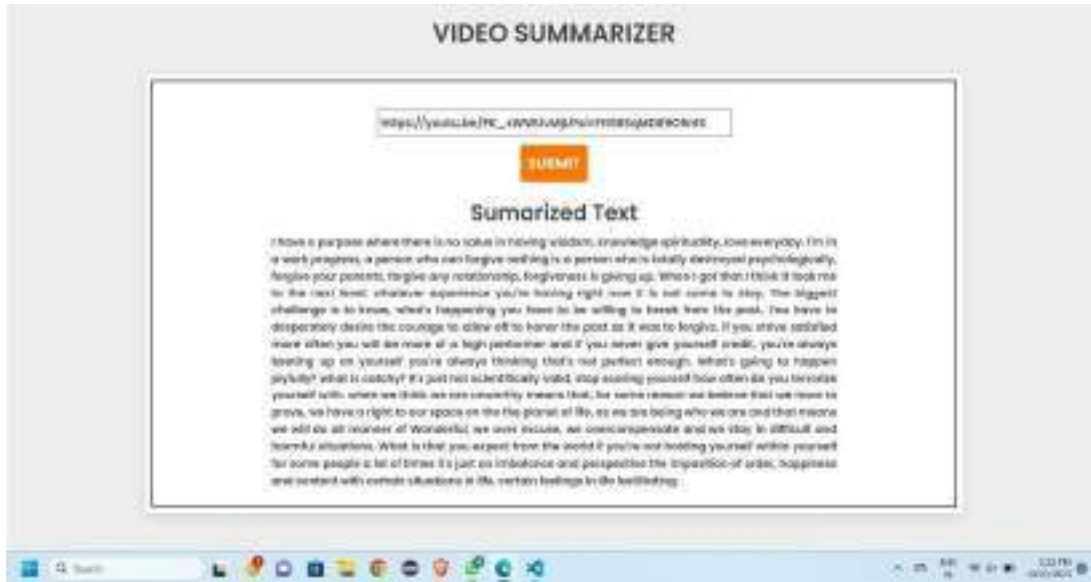 VIDEO SUMMARIZER
SUBMIT
Sumarized Text
I have a purpose where there is no value in having wisdom, knowledge spirituality, love everyday. I'm in
a work progress, a person who can forgive nothing is a person who is totally destroyed psychologically,
forgive your parents, forgive any relationship, forgiveness is giving up. When I got that I think it took me
to the next level. whatever experience you're having right now it is not come to stay. The biggest
challenge is to know, what's happening you have to be willing to break from the past. You have to
desperately desire the courage to allow off to honor the past as it was to forgive. If you strive satisfied
more often you will be more of a high performer and if you never give yourself credit, you're always
beating up on yourself you're always thinking that's not perfect enough. What's going to happen
joyfully? what is catchy? It's just not scientifically valid, stop scaring yourself how often do you terrorize
yourself with. when we think we are unworthy means that, for some reason we believe that we have to
prove, we have a right to our space on the the planet of life, as we are being who we are and that means
we will do all manner of Wonderful, we over excuse, we overcompensate and we stay in difficult and
harmful situations. What is that you expect from the world if you're not holding yourself within yourself
for some people a lot of times it's just an imbalance and perspective the imposition of order, happiness
and content with certain situations in life, certain feelings in life
Search